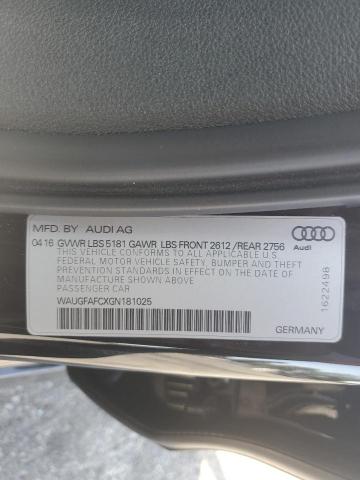 MFD. BY AUDI AG
04 16 GVWR LBS 5181 GAWR LBS FRONT 2612 /REAR 2756
THIS VEHICLE CONFORMS TO ALL APPLICABLE U.S.
FEDERAL MOTOR VEHICLE SAFETY, BUMPER AND THEFT
PREVENTION STANDARDS IN EFFECT ON THE
DATE OF MANUFACTURE SHOWN ABOVE.
PASSENGER CAR
WAUGFAFCXGN181025
Audi
1622498
GERMANY